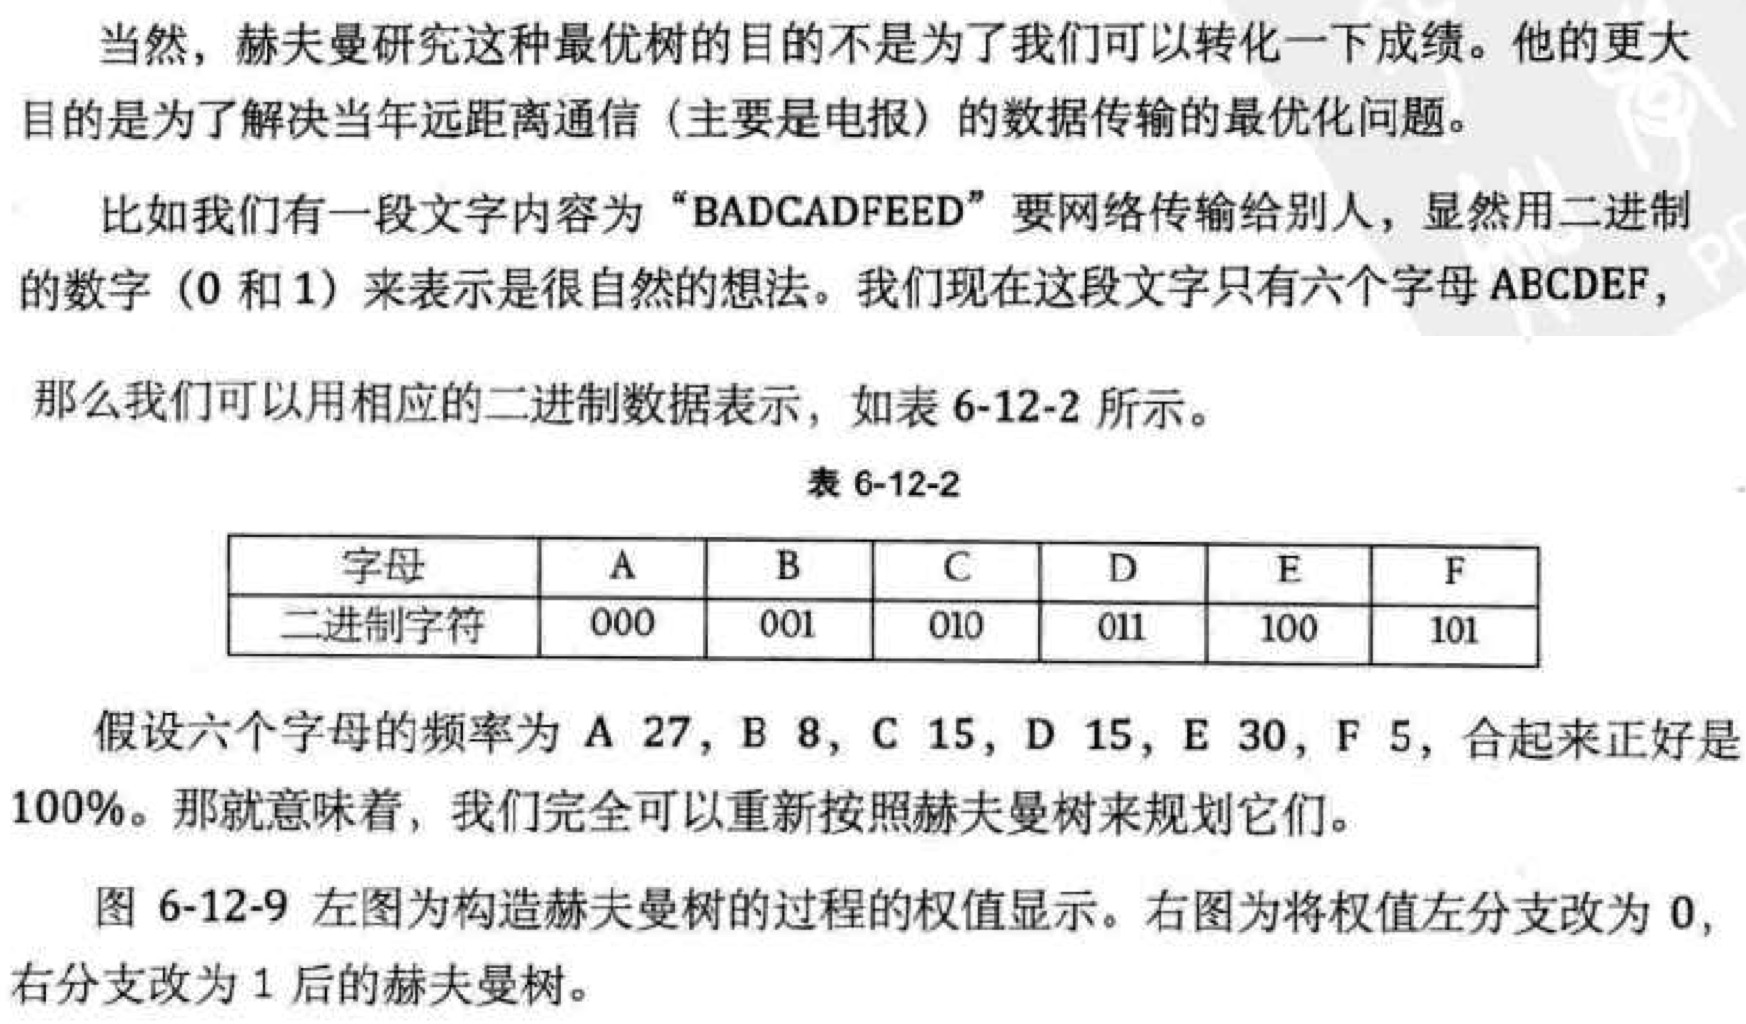 当然，赫夫曼研究这种最优树的目的不是为了我们可以转化一下成绩。他的更大
目的是为了解决当年远距离通信（主要是电报）的数据传输的最优化问题。
比如我们有一段文字内容为“BADCADFEED”要网络传输给别人，显然用二进制
的数字（0 和 1）来表示是很自然的想法。我们现在这段文字只有六个字母 ABCDEF，
那么我们可以用相应的二进制数据表示，如表 6-12-2 所示。
表 6-12-2
字母 A B C D E F
二进制字符 000 001 010 011 100 101
假设六个字母的频率为 A 27，B 8，C 15，D 15，E 30，F 5，合起来正好是
100%。那就意味着，我们完全可以重新按照赫夫曼树来规划它们。
图 6-12-9 左图为构造赫夫曼树的过程的权值显示。右图为将权值左分支改为 0，
右分支改为 1 后的赫夫曼树。